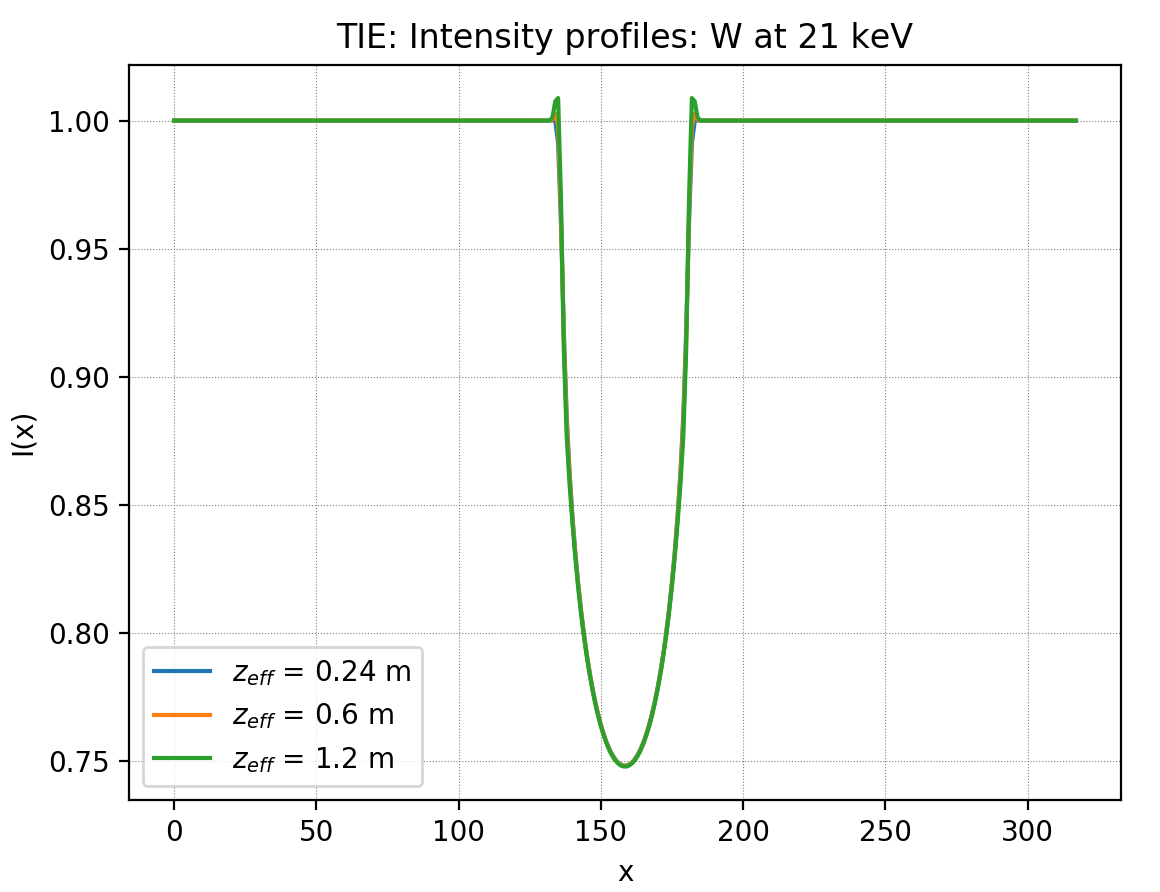 TIE: Intensity profiles: W at 21 keV
I(x)
1.00
0.95
0.90
0.85
0.80
0.75
z_eff = 0.24 m
z_eff = 0.6 m
z_eff = 1.2 m
0 50 100 150 200 250 300
x